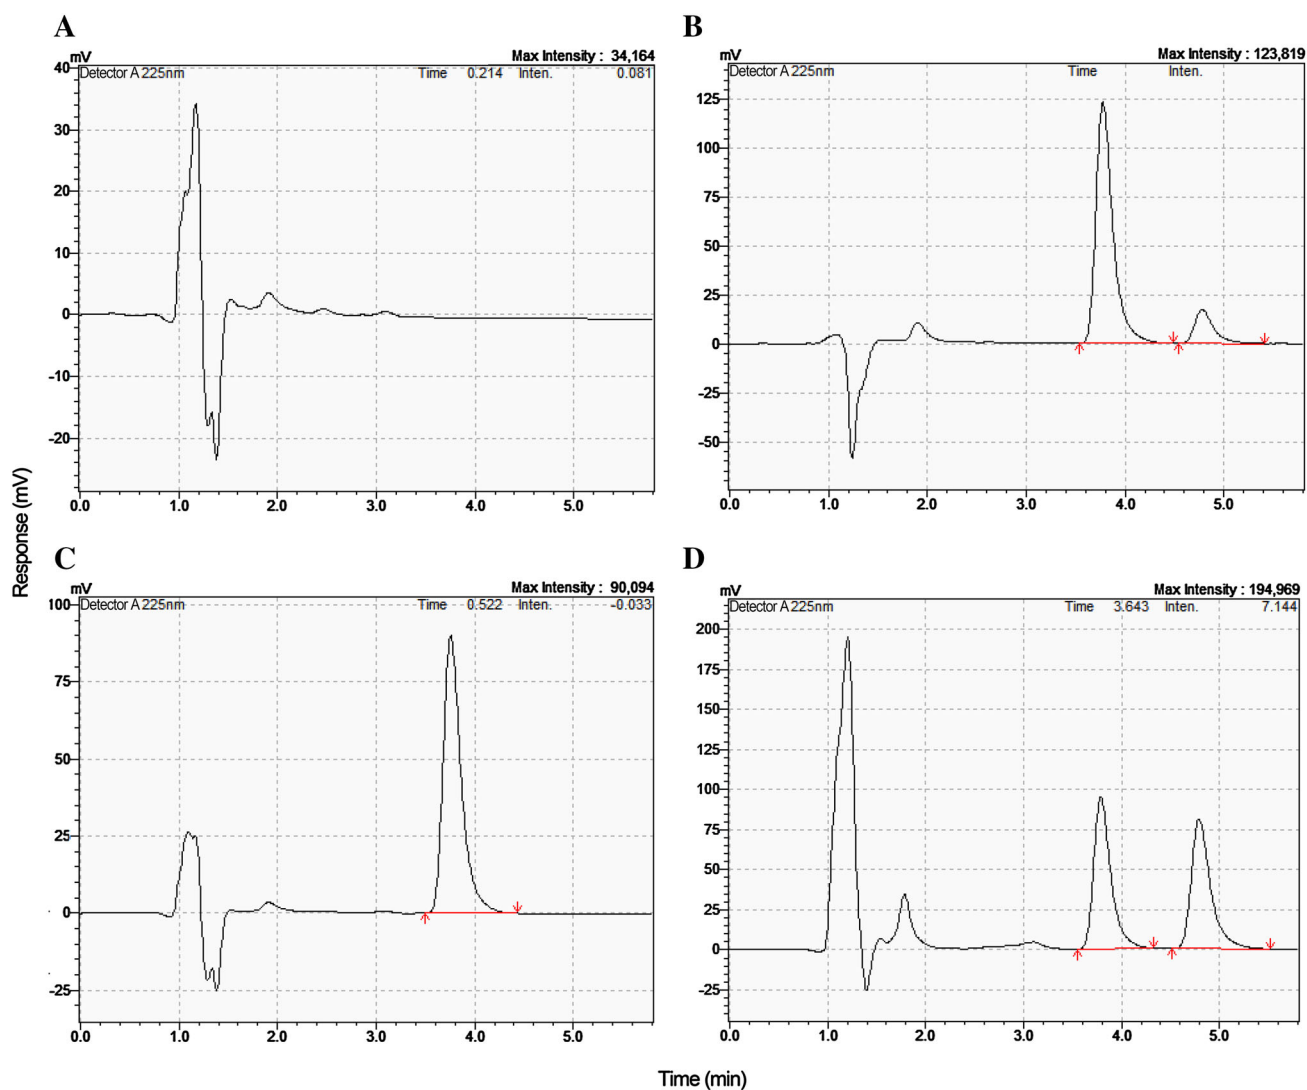 A
mV
Max Intensity : 34,164
Detector A 225nm Time 0.214 Inten. 0.081
40
30
20
10
0
-10
-20
0.0 1.0 2.0 3.0 4.0 5.0
B
mV
Max Intensity : 123,819
Detector A 225nm Time Inten.
125
100
75
50
25
0
-25
-50
0.0 1.0 2.0 3.0 4.0 5.0
C
mV
Max Intensity : 90,094
Detector A 225nm Time 0.522 Inten. -0.033
100
75
50
25
0
-25
0.0 1.0 2.0 3.0 4.0 5.0
D
mV
Max Intensity : 194,969
Detector A 225nm Time 3.643 Inten. 7.144
200
175
150
125
100
75
50
25
0
-25
0.0 1.0 2.0 3.0 4.0 5.0
Response (mV)
Time (min)